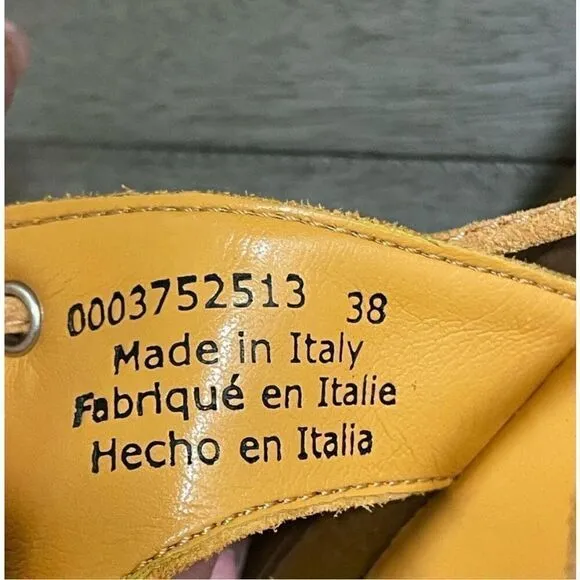 0003752513 38
Made in Italy
Fabriqué en Italie
Hecho en Italia